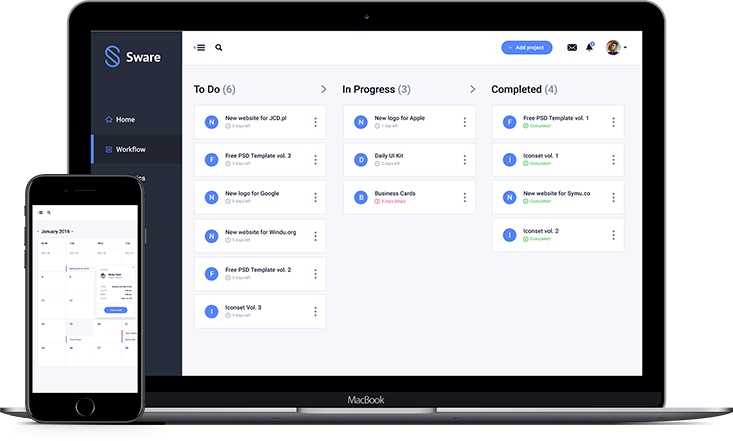 Sware
Add project
Home
Workflow
To Do (6)
New website for JCD.pl
5 days left
Free PSD Template vol. 3
5 days left
New logo for Google
5 days left
New website for Windu.org
5 days left
Free PSD Template vol. 2
5 days left
Iconset Vol. 3
5 days left
In Progress (3)
N
New logo for Apple
1 day left
D
Daily UI Kit
3 days left
B
Business Cards
2 days delays
Completed (4)
F
Free PSD Template vol. 1
Completed!
I
Iconset vol. 1
Completed!
N
New website for Symu.co
Completed!
I
Iconset vol. 2
Completed!
January 2016
MON
TUE
WED
THU
MacBook